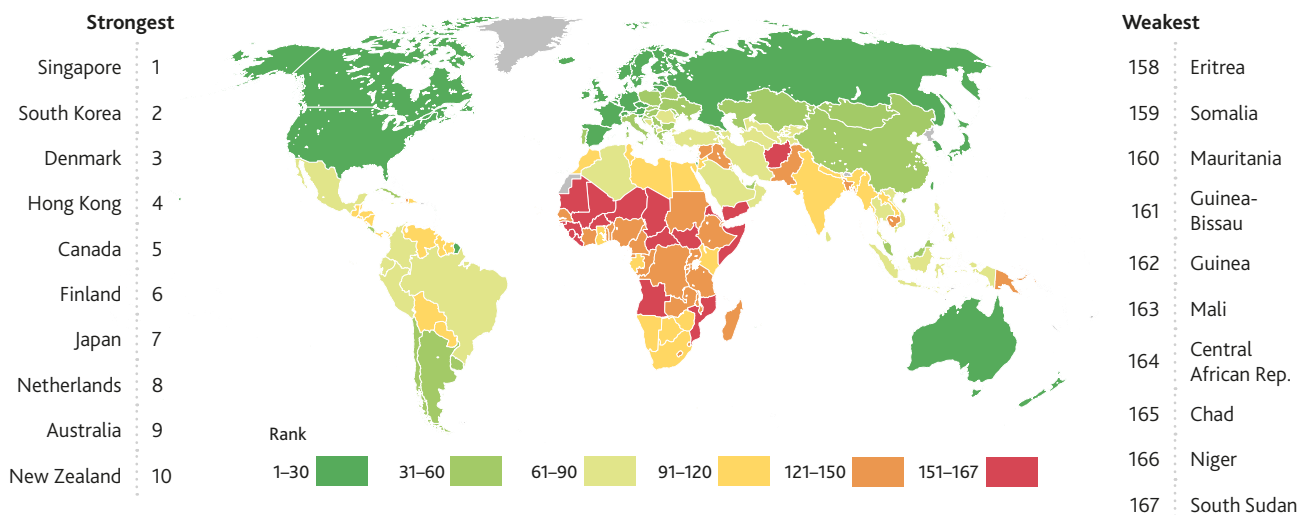 Strongest
Singapore 1
South Korea 2
Denmark 3
Hong Kong 4
Canada 5
Finland 6
Japan 7
Netherlands 8
Australia 9
New Zealand 10
Rank
1–30
31–60
61–90
91–120
121–150
151–167
Weakest
158 Eritrea
159 Somalia
160 Mauritania
161 Guinea-
Bissau
162 Guinea
163 Mali
164 Central
African Rep.
165 Chad
166 Niger
167 South Sudan